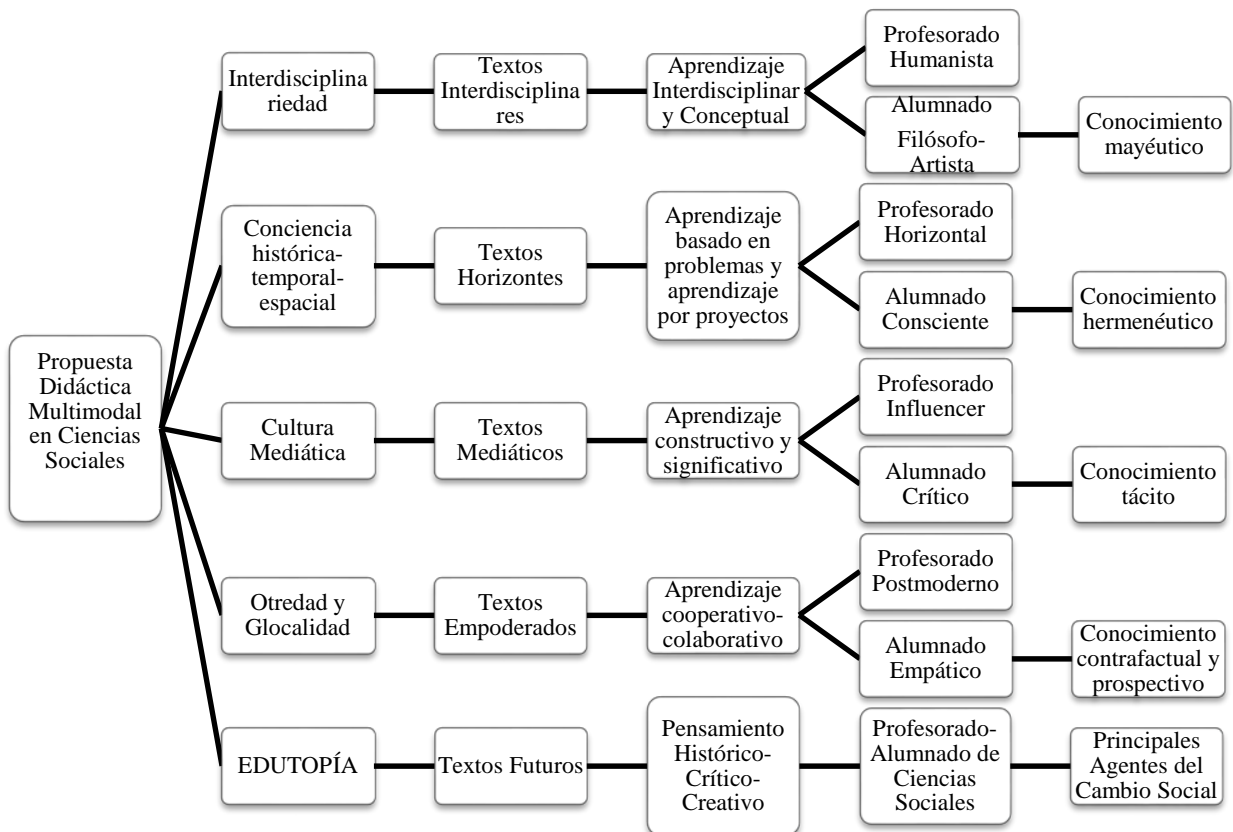 Propuesta
Didáctica
Multimodal
en Ciencias
Sociales
Interdisciplina
riedad
Textos
Interdisciplina
res
Aprendizaje
Interdisciplinar
y Conceptual
Profesorado
Humanista
Alumnado
Filósofo-
Artista
Conocimiento
mayéutico
Conciencia
histórica-
temporal-
espacial
Textos
Horizontes
Aprendizaje
basado en
problemas y
aprendizaje
por proyectos
Profesorado
Horizontal
Alumnado
Consciente
Conocimiento
hermenéutico
Cultura
Mediática
Textos
Mediáticos
Aprendizaje
constructivo y
significativo
Profesorado
Influencer
Alumnado
Crítico
Conocimiento
tácito
Otredad y
Glocalidad
Textos
Empoderados
Aprendizaje
cooperativo-
colaborativo
Profesorado
Postmoderno
Alumnado
Empático
Conocimiento
contrafactual y
prospectivo
EDUTOPÍA
Textos Futuros
Pensamiento
Histórico-
Crítico-
Creativo
Profesorado-
Alumnado de
Ciencias
Sociales
Principales
Agentes del
Cambio Social